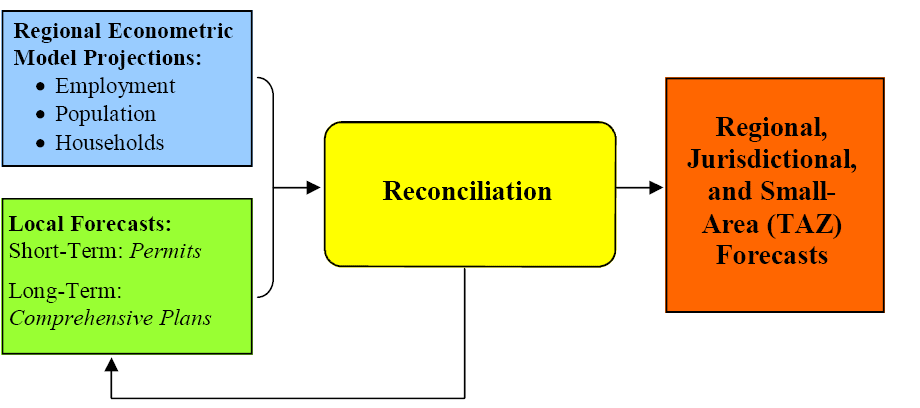 Regional Econometric
Model Projections:
• Employment
• Population
• Households
Local Forecasts:
Short-Term: Permits
Long-Term:
Comprehensive Plans
Reconciliation
Regional,
Jurisdictional,
and Small-
Area (TAZ)
Forecasts